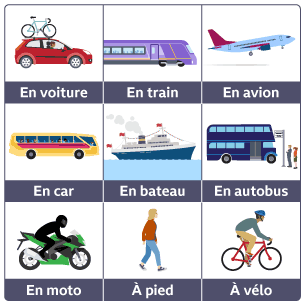 En voiture
En train
En avion
En car
En bateau
En autobus
En moto
À pied
À vélo